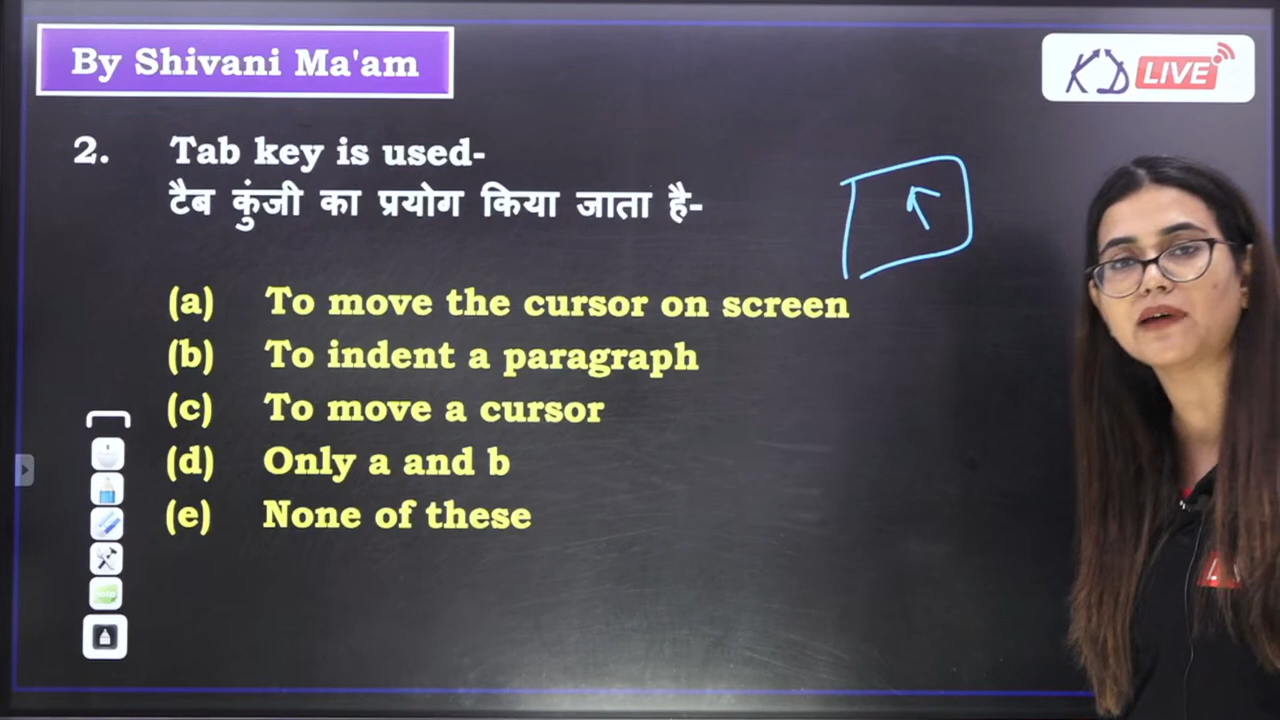 By Shivani Ma'am
KD LIVE
2. Tab key is used-
टैब कुंजी का प्रयोग किया जाता है-
(a) To move the cursor on screen
(b) To indent a paragraph
(c) To move a cursor
(d) Only a and b
(e) None of these